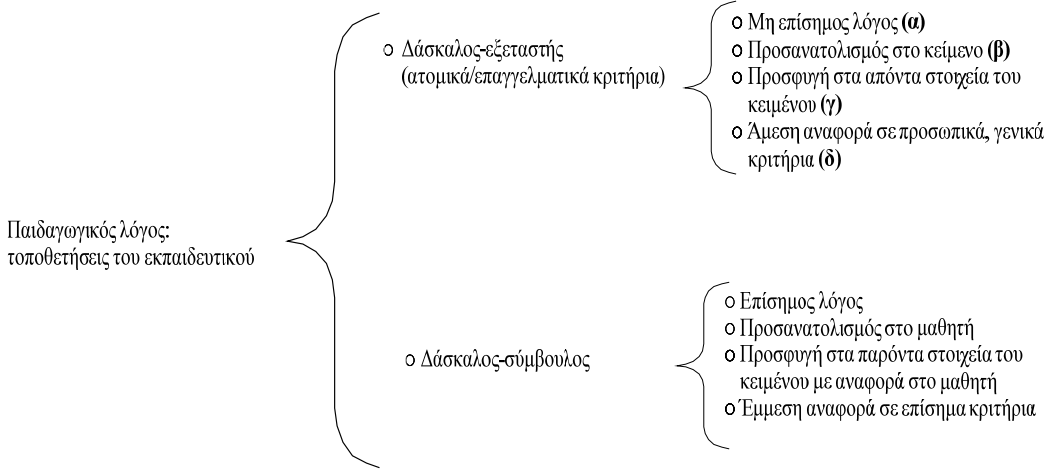 Παιδαγωγικός λόγος:
τοποθετήσεις του εκπαιδευτικού
ο Δάσκαλος-εξεταστής
(ατομικά/επαγγελματικά κριτήρια)
ο Μη επίσημος λόγος (α)
ο Προσανατολισμός στο κείμενο (β)
ο Προσφυγή στα απόντα στοιχεία του
κειμένου (γ)
ο Άμεση αναφορά σε προσωπικά, γενικά
κριτήρια (δ)
ο Δάσκαλος-σύμβουλος
ο Επίσημος λόγος
ο Προσανατολισμός στο μαθητή
ο Προσφυγή στα παρόντα στοιχεία του
κειμένου με αναφορά στο μαθητή
ο Έμμεση αναφορά σε επίσημα κριτήρια